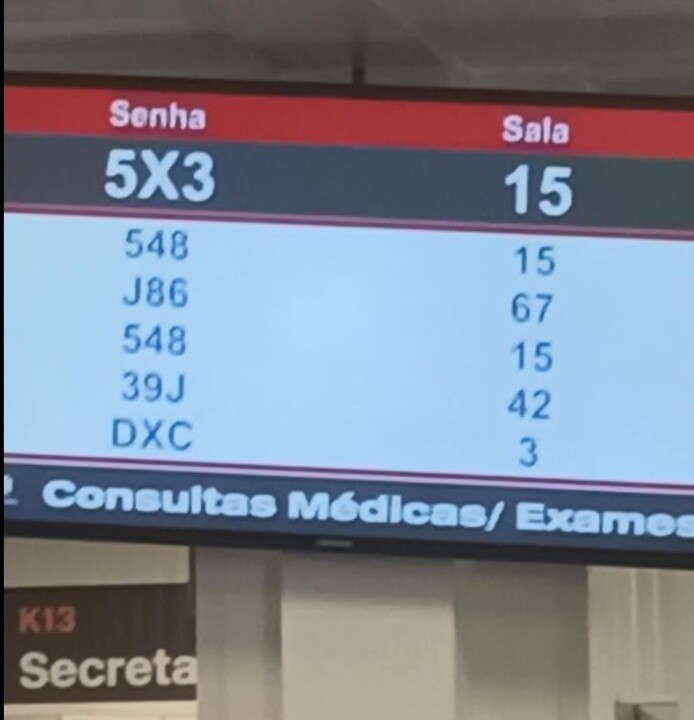 Senha Sala
5X3 15
548 15
J86 67
548 15
39J 42
DXC 3
Consultas Médicas/ Exames
K13
Secreta